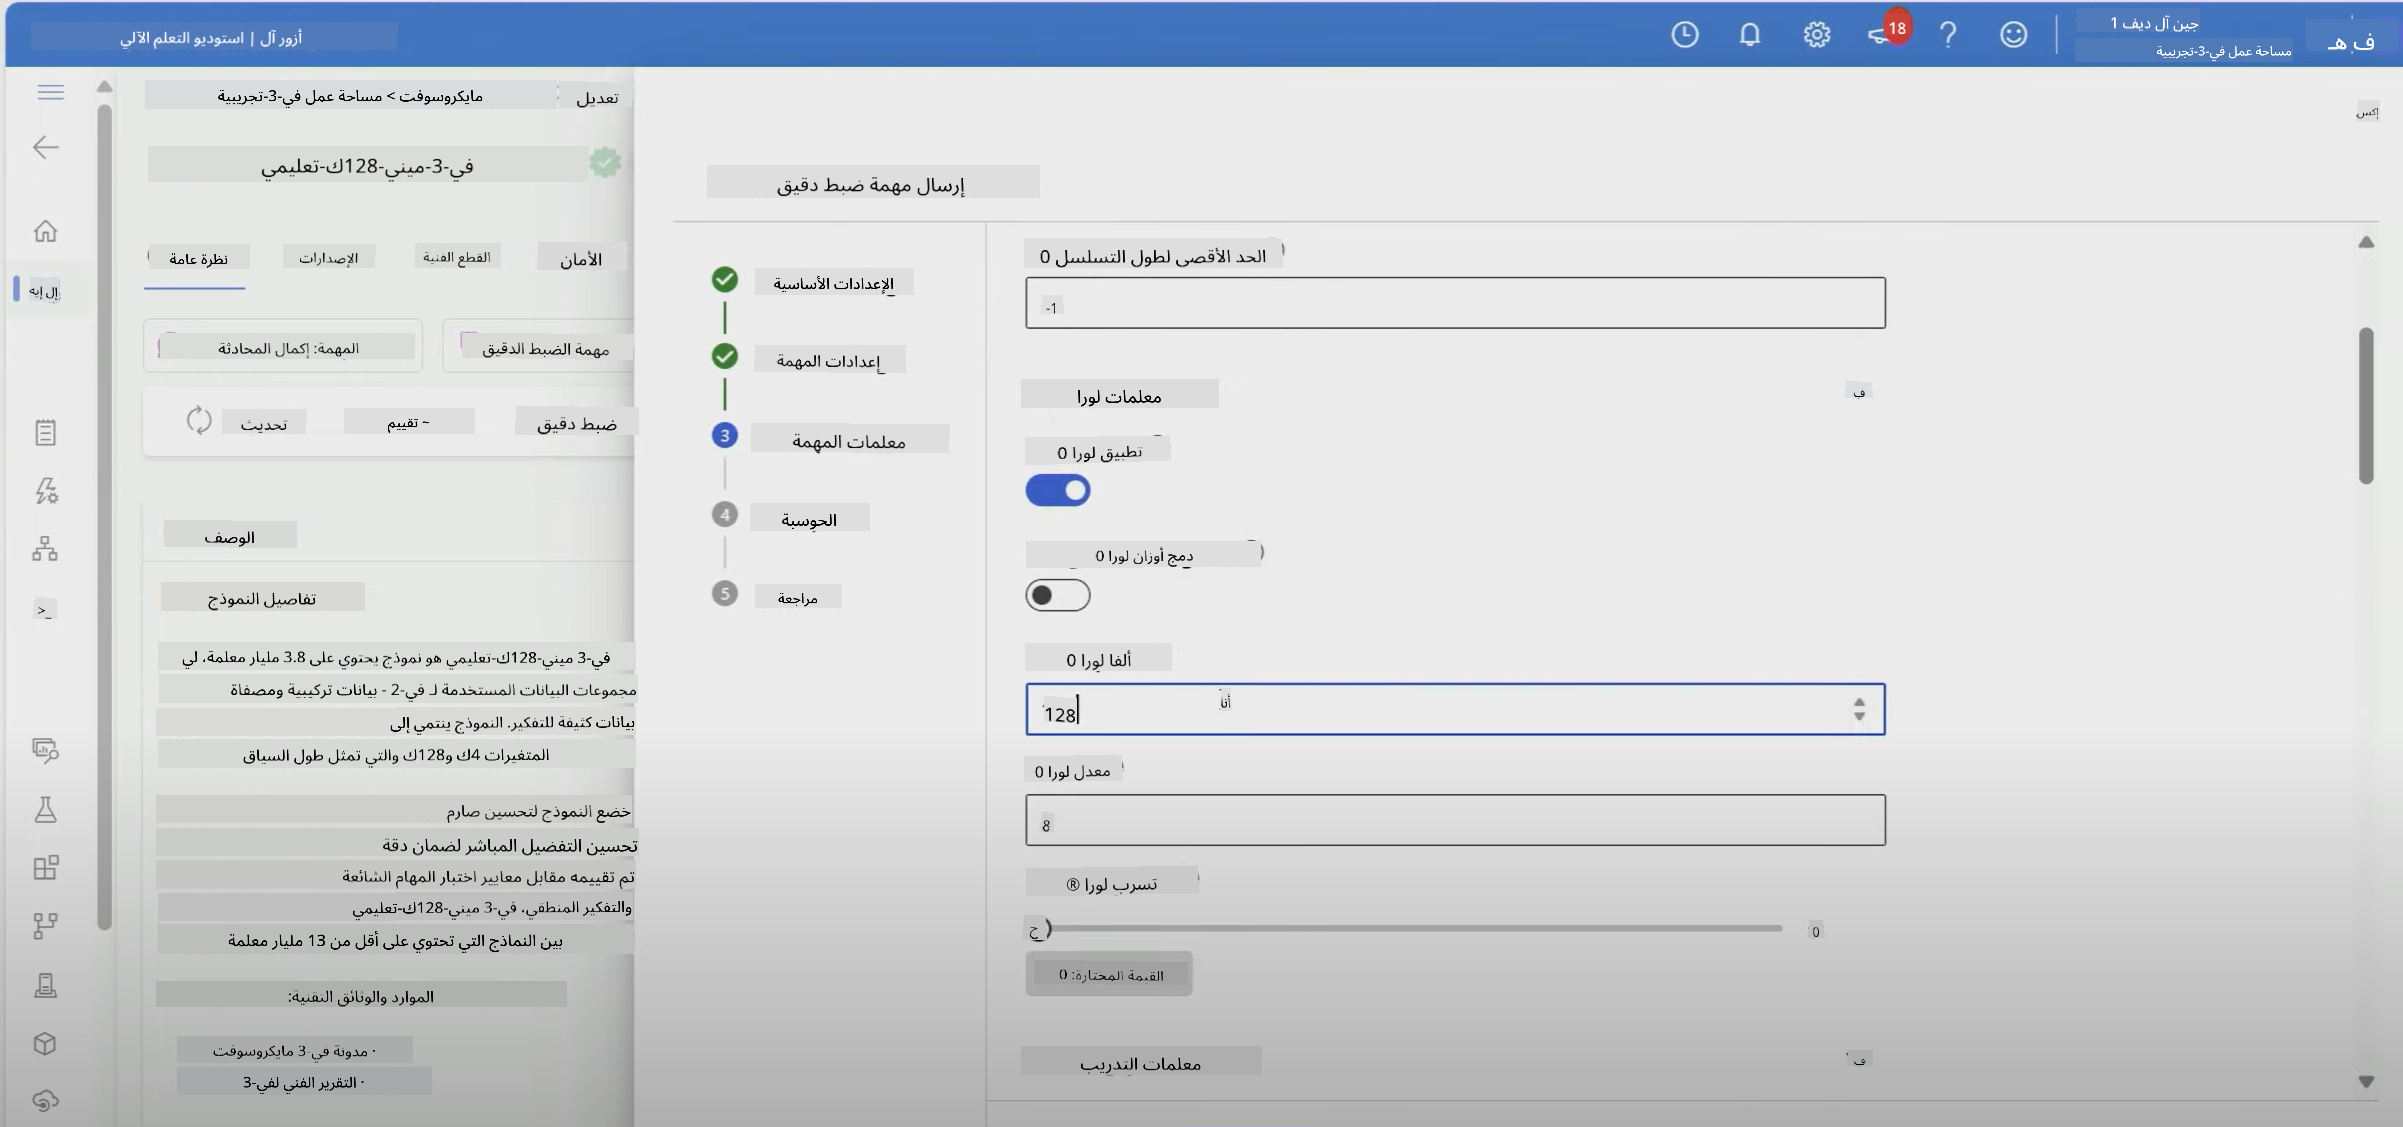 أزور آل | استوديو التعلم الآلي
18
جين آل ديف 1
مساحة عمل في-3-تجريبية
ف هـ
مايكروسوفت > مساحة عمل في-3-تجريبية
تعديل
إكس
في-3-ميني-128ك-تعليمي
إرسال مهمة ضبط دقيق
نظرة عامة
الإصدارات
القطع الفنية
الأمان
إل إيه
المهمة: إكمال المحادثة
مهمة الضبط الدقيق
تحديث
~ تقييم
ضبط دقيق
الوصف
تفاصيل النموذج
>_
في-3 ميني-128ك-تعليمي هو نموذج يحتوي على 3.8 مليار معلمة، لي
مجموعات البيانات المستخدمة لـ في-2 - بيانات تركيبية ومصفاة
بيانات كثيفة للتفكير. النموذج ينتمي إلى
المتغيرات 4ك و128ك والتي تمثل طول السياق
خضع النموذج لتحسين صارم
تحسين التفضيل المباشر لضمان دقة
تم تقييمه مقابل معايير اختبار المهام الشائعة
والتفكير المنطقي، في-3 ميني-128ك-تعليمي
بين النماذج التي تحتوي على أقل من 13 مليار معلمة
الموارد والوثائق التقنية:
· مدونة في-3 مايكروسوفت
· التقرير الفني لفي-3
الإعدادات الأساسية
إعدادات المهمة
3 معلمات المهمة
4 الحوسبة
5 مراجعة
الحد الأقصى لطول التسلسل 0
-1
معلمات لورا
ف
تطبيق لورا 0
دمج أوزان لورا 0
ألفا لورا 0
128
أنا
معدل لورا 0
8
تسرب لورا ®
ج
0
القيمة المختارة: 0
معلمات التدريب
ف